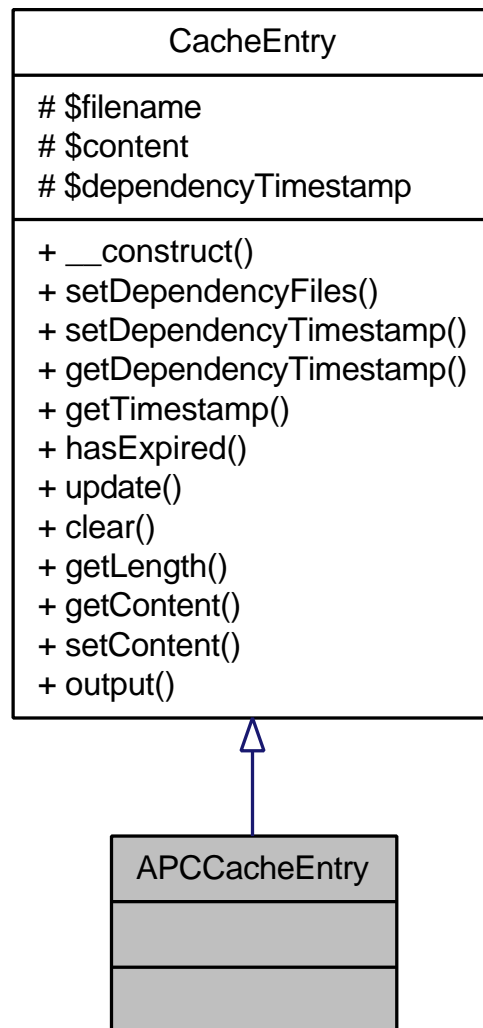 CacheEntry
# $filename
# $content
# $dependencyTimestamp
+ __construct()
+ setDependencyFiles()
+ setDependencyTimestamp()
+ getDependencyTimestamp()
+ getTimestamp()
+ hasExpired()
+ update()
+ clear()
+ getLength()
+ getContent()
+ setContent()
+ output()
APCCacheEntry